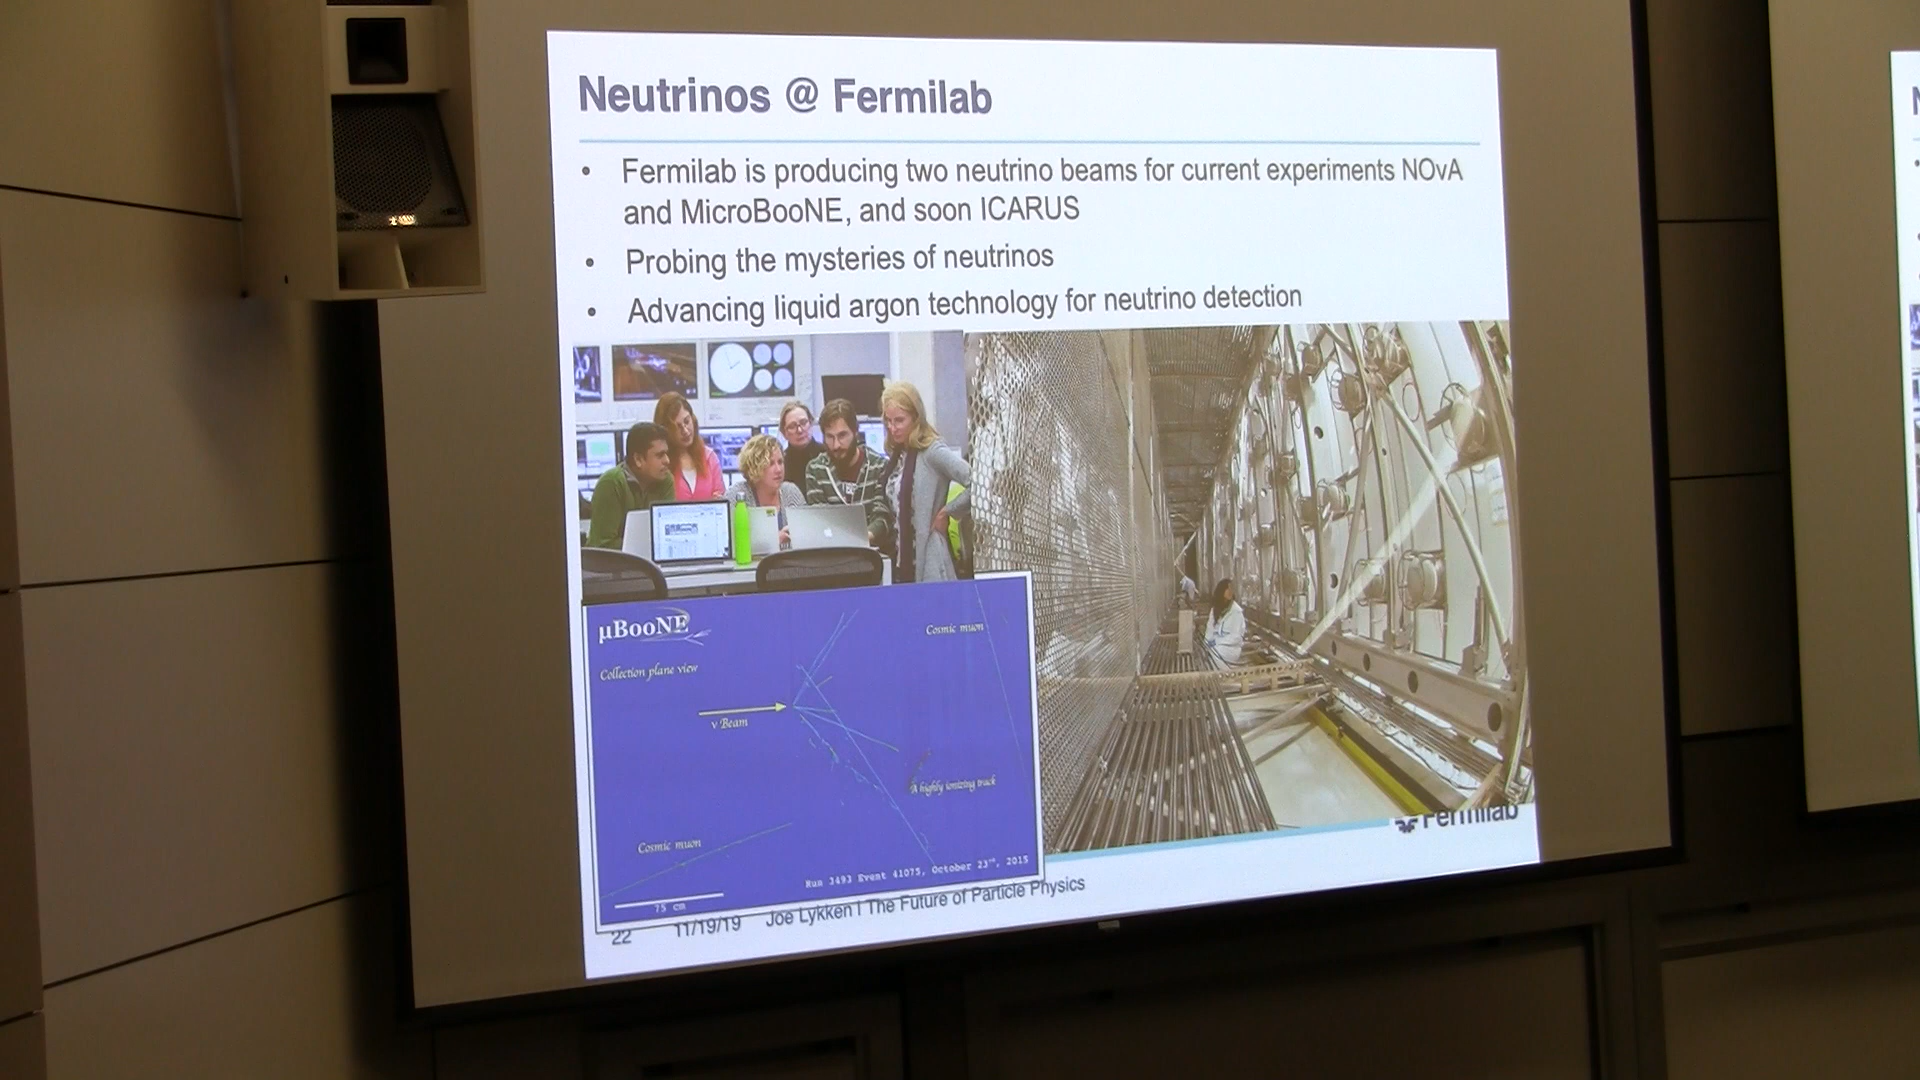 Neutrinos @ Fermilab
• Fermilab is producing two neutrino beams for current experiments NOvA
and MicroBooNE, and soon ICARUS
• Probing the mysteries of neutrinos
• Advancing liquid argon technology for neutrino detection
µBooNE
Cosmic muon
Collection plane view
ν Beam
A highly ionizing track
Cosmic muon
Run 3493 Event 41075, October 23rd, 2015
75 cm
Fermilab
22 11/19/19 Joe Lykken | The Future of Particle Physics